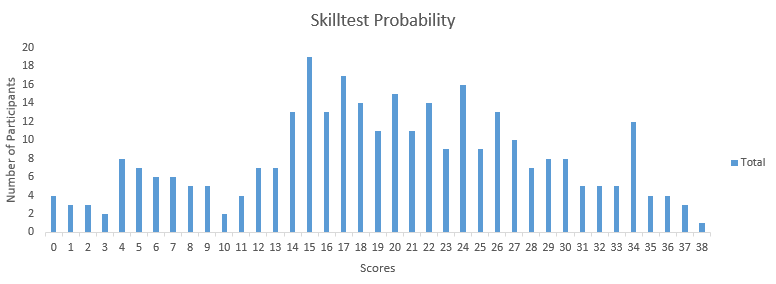 Skilltest Probability
Number of Participants
20
18
16
14
12
10
8
6
4
2
0
0 1 2 3 4 5 6 7 8 9 10 11 12 13 14 15 16 17 18 19 20 21 22 23 24 25 26 27 28 29 30 31 32 33 34 35 36 37 38
Scores
Total